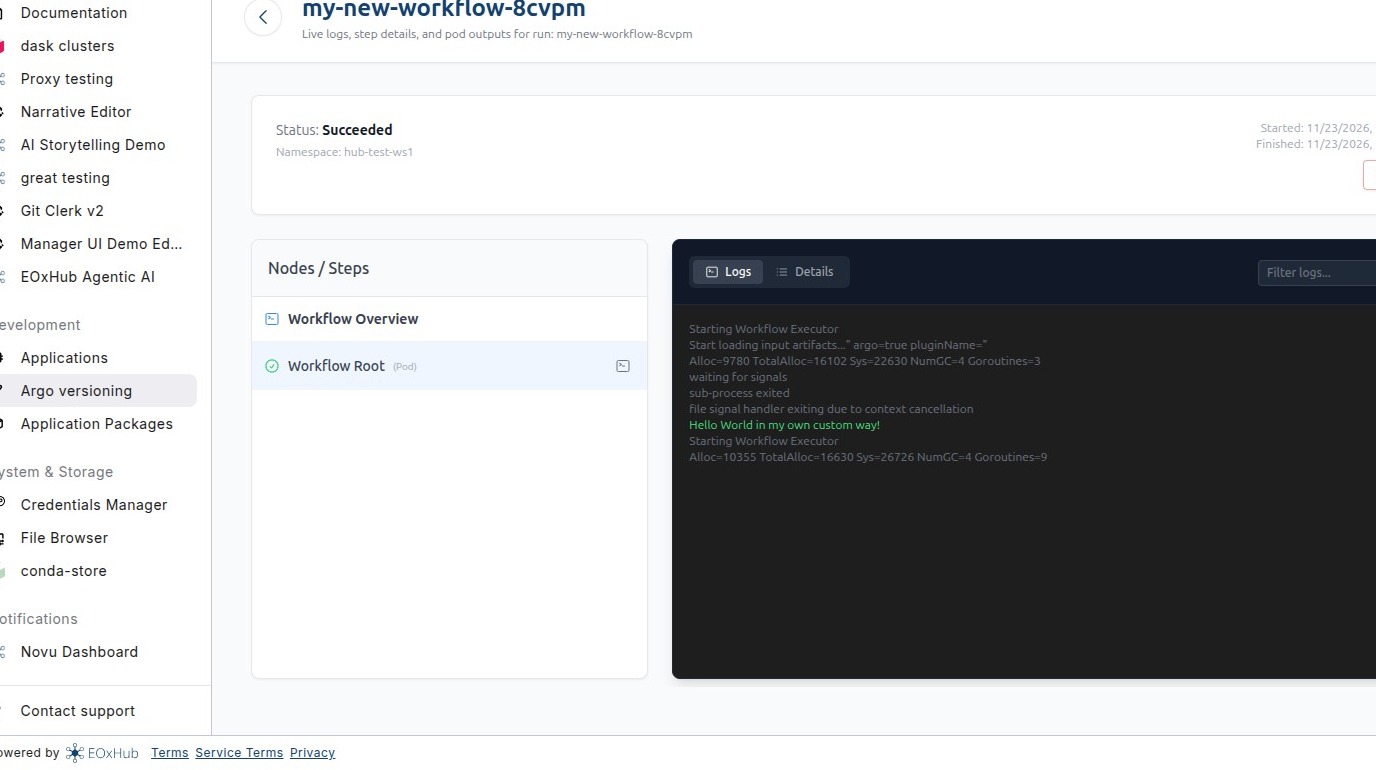 Documentation
dask clusters
Proxy testing
Narrative Editor
AI Storytelling Demo
great testing
Git Clerk v2
Manager UI Demo Ed...
EOxHub Agentic AI
evelopment
Applications
Argo versioning
Application Packages
ystem & Storage
Credentials Manager
File Browser
conda-store
otifications
Novu Dashboard
Contact support
my-new-workflow-8cvpm
Live logs, step details, and pod outputs for run: my-new-workflow-8cvpm
Status: Succeeded
Namespace: hub-test-ws1
Started: 11/23/2026,
Finished: 11/23/2026,
Nodes / Steps
Workflow Overview
Workflow Root (Pod)
Logs Details
Filter logs...
Starting Workflow Executor
Start loading input artifacts..." argo=true pluginName="
Alloc=9780 TotalAlloc=16102 Sys=22630 NumGC=4 Goroutines=3
waiting for signals
sub-process exited
file signal handler exiting due to context cancellation
Hello World in my own custom way!
Starting Workflow Executor
Alloc=10355 TotalAlloc=16630 Sys=26726 NumGC=4 Goroutines=9
owered by EOxHub Terms Service Terms Privacy